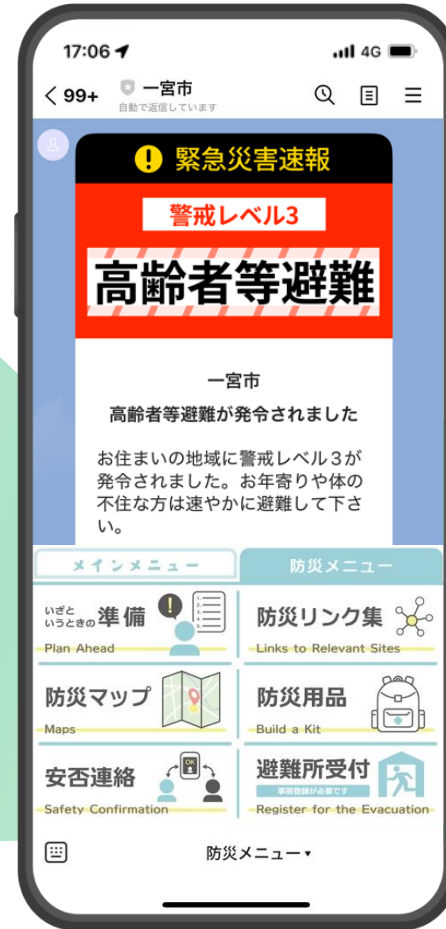 17:06
4G
99+
一宮市
自動で返信しています
緊急災害速報
警戒レベル3
高齢者等避難
一宮市
高齢者等避難が発令されました
お住まいの地域に警戒レベル３が
発令されました。お年寄りや体の
不住な方は速やかに避難して下さ
い。
メインメニュー
防災メニュー
いざと
いうときの準備
Plan Ahead
防災リンク集
Links to Relevant Sites
防災マップ
Maps
防災用品
Build a Kit
安否連絡
OK
Safety Confirmation
避難所受付
事前登録が必要です
Register for the Evacuation
防災メニュー▾